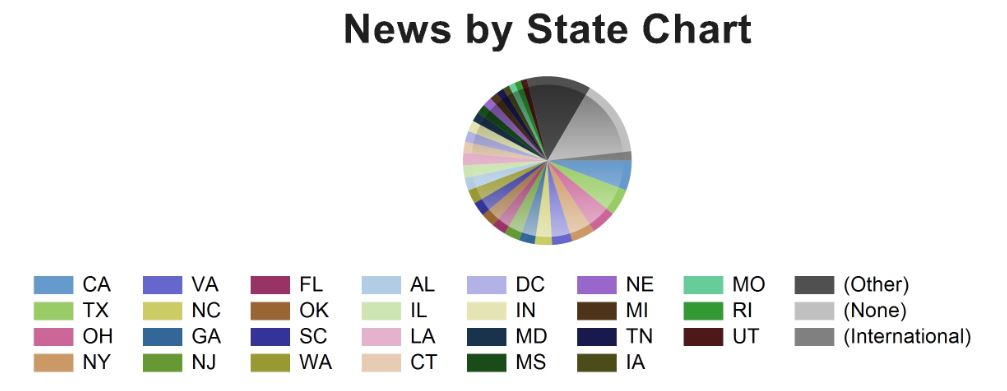 News by State Chart
CA VA FL AL DC NE MO (Other)
TX NC OK IL IN MI RI (None)
OH GA SC LA MD TN UT (International)
NY NJ WA CT MS IA